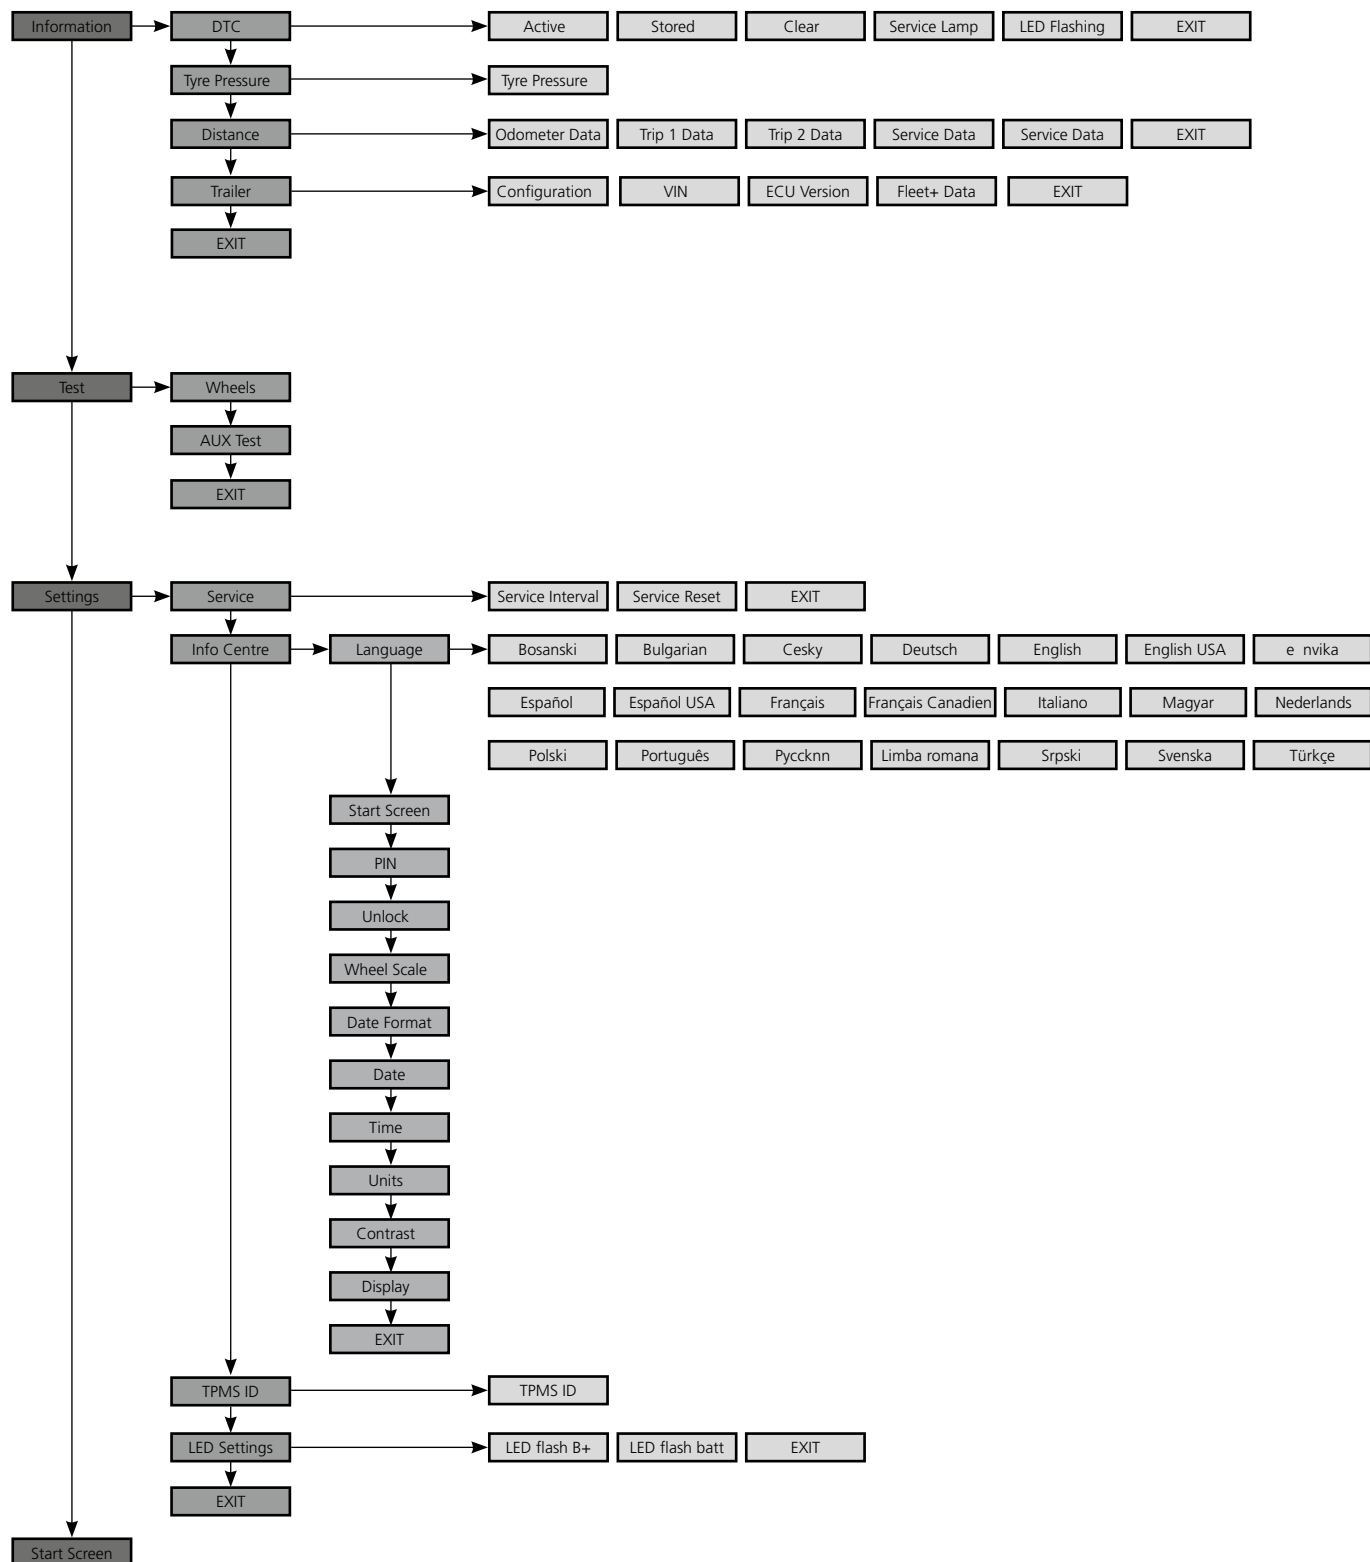 Information DTC Active Stored Clear Service Lamp LED Flashing EXIT
Tyre Pressure Tyre Pressure
Distance Odometer Data Trip 1 Data Trip 2 Data Service Data Service Data EXIT
Trailer Configuration VIN ECU Version Fleet+ Data EXIT
EXIT
Test Wheels
AUX Test
EXIT
Settings Service Service Interval Service Reset EXIT
Info Centre Language Bosanski Bulgarian Cesky Deutsch English English USA e nvika
Español Español USA Français Français Canadien Italiano Magyar Nederlands
Polski Português Pyccknn Limba romana Srpski Svenska Türkçe
Start Screen
PIN
Unlock
Wheel Scale
Date Format
Date
Time
Units
Contrast
Display
EXIT
TPMS ID TPMS ID
LED Settings LED flash B+ LED flash batt EXIT
EXIT
Start Screen